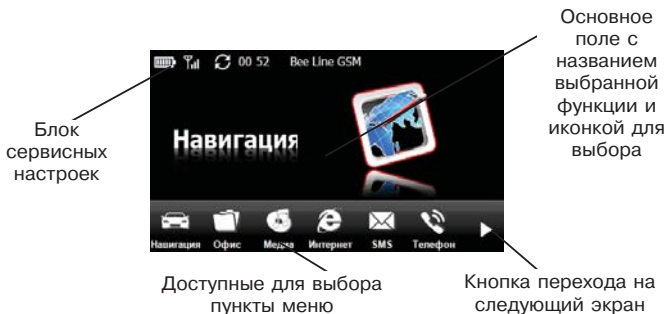 Основное
поле с
названием
выбранной
функции и
иконкой для
выбора
00 52 Bee Line GSM
Блок
сервисных
настроек
Навигация
Навигация Офис Медиа Интернет SMS Телефон
Доступные для выбора
пункты меню
Кнопка перехода на
следующий экран